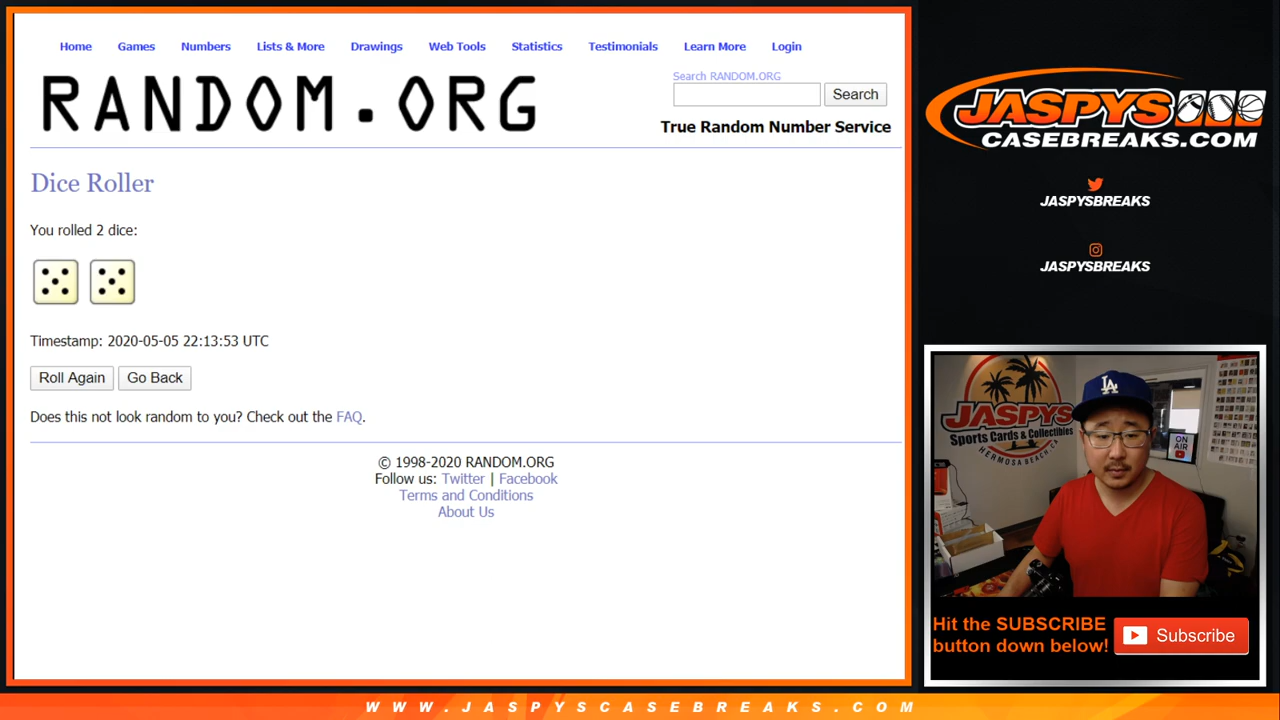 Home Games Numbers Lists & More Drawings Web Tools Statistics Testimonials Learn More Login
RANDOM.ORG
Search RANDOM.ORG
Search
True Random Number Service
Dice Roller
You rolled 2 dice:
Timestamp: 2020-05-05 22:13:53 UTC
Roll Again Go Back
Does this not look random to you? Check out the FAQ.
© 1998-2020 RANDOM.ORG
Follow us: Twitter | Facebook
Terms and Conditions
About Us
JASPYS
CASEBREAKS.COM
JASPYSBREAKS
JASPYSBREAKS
JASPYS
Sports Cards & Collectibles
HERMOSA BEACH, CA
LA
ON
AIR
Hit the SUBSCRIBE
button down below!
Subscribe
WWW.JASPYSCASEBREAKS.COM